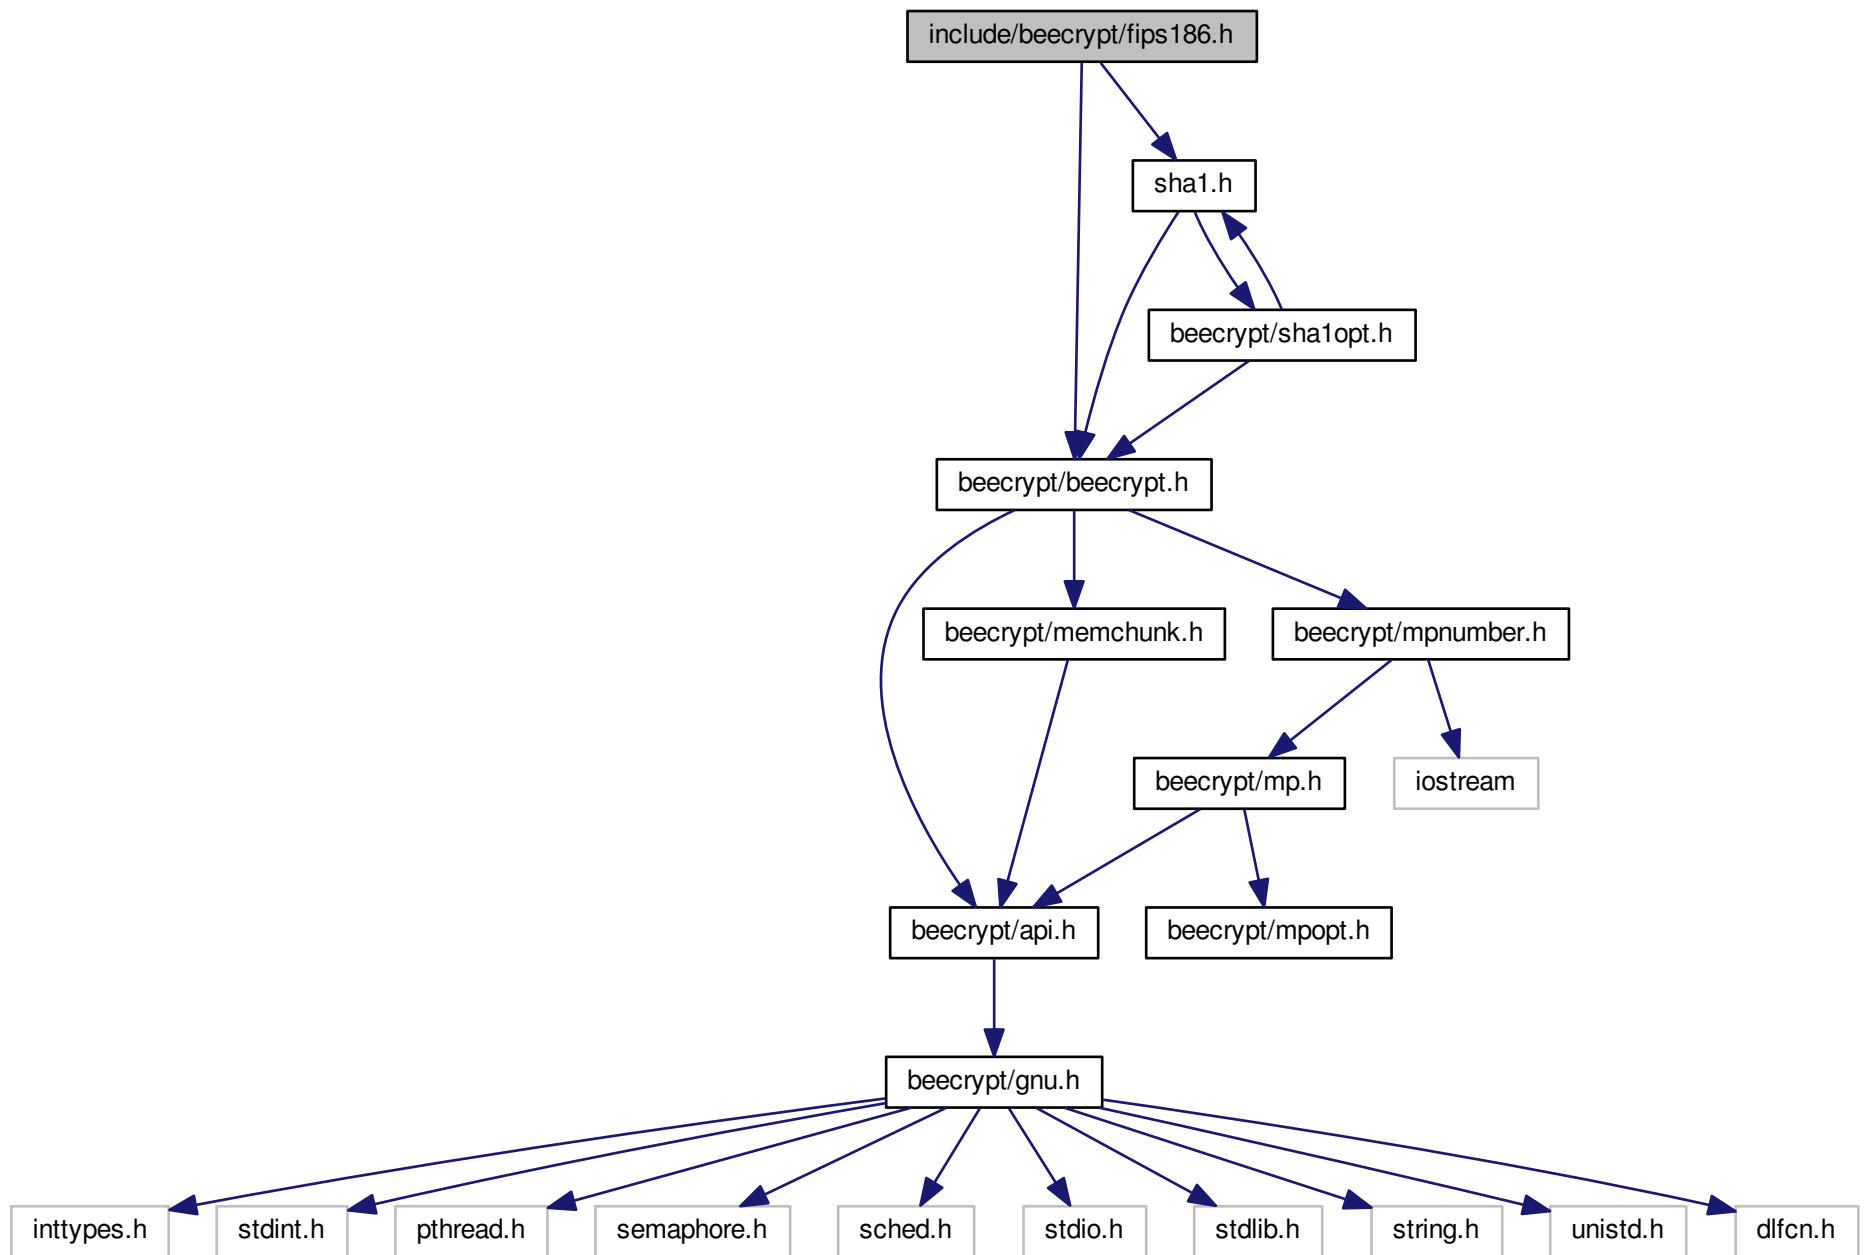 include/beecrypt/fips186.h
sha1.h
beecrypt/sha1opt.h
beecrypt/beecrypt.h
beecrypt/memchunk.h
beecrypt/mpnumber.h
beecrypt/mp.h
iostream
beecrypt/api.h
beecrypt/mpopt.h
beecrypt/gnu.h
inttypes.h
stdint.h
pthread.h
semaphore.h
sched.h
stdio.h
stdlib.h
string.h
unistd.h
dlfcn.h